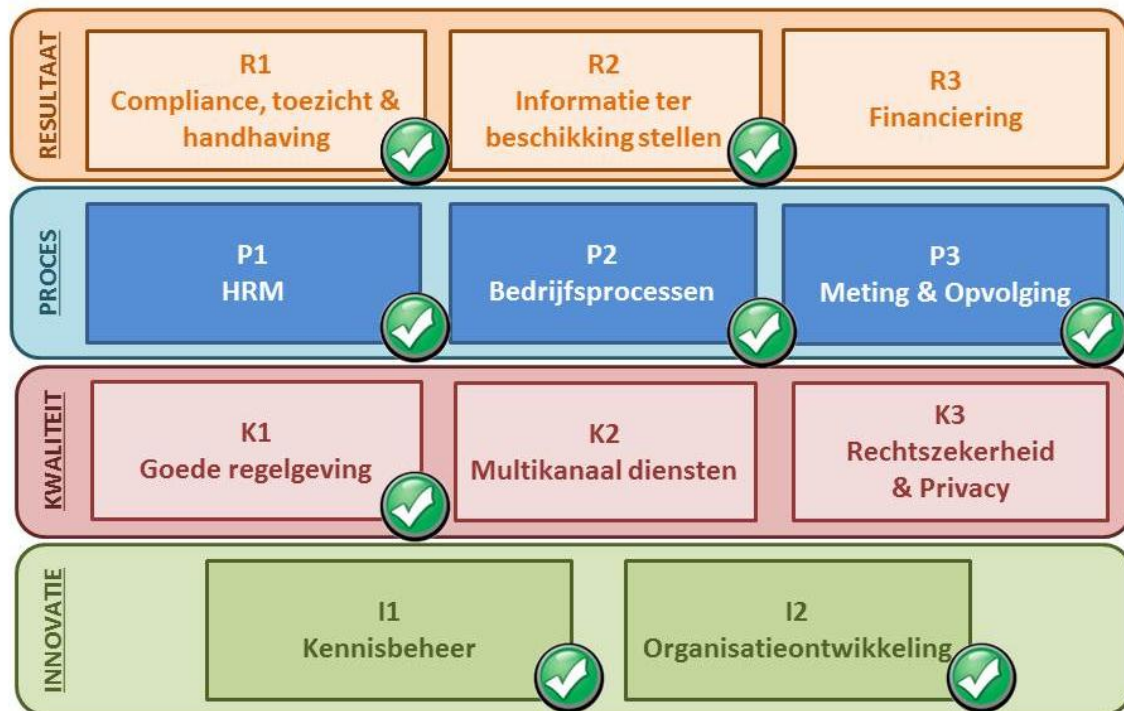 RESULTAAT
R1
Compliance, toezicht &
handhaving
R2
Informatie ter
beschikking stellen
R3
Financiering
PROCES
P1
HRM
P2
Bedrijfsprocessen
P3
Meting & Opvolging
KWALITEIT
K1
Goede regelgeving
K2
Multikanaal diensten
K3
Rechtszekerheid
& Privacy
INNOVATIE
I1
Kennisbeheer
I2
Organisatieontwikkeling